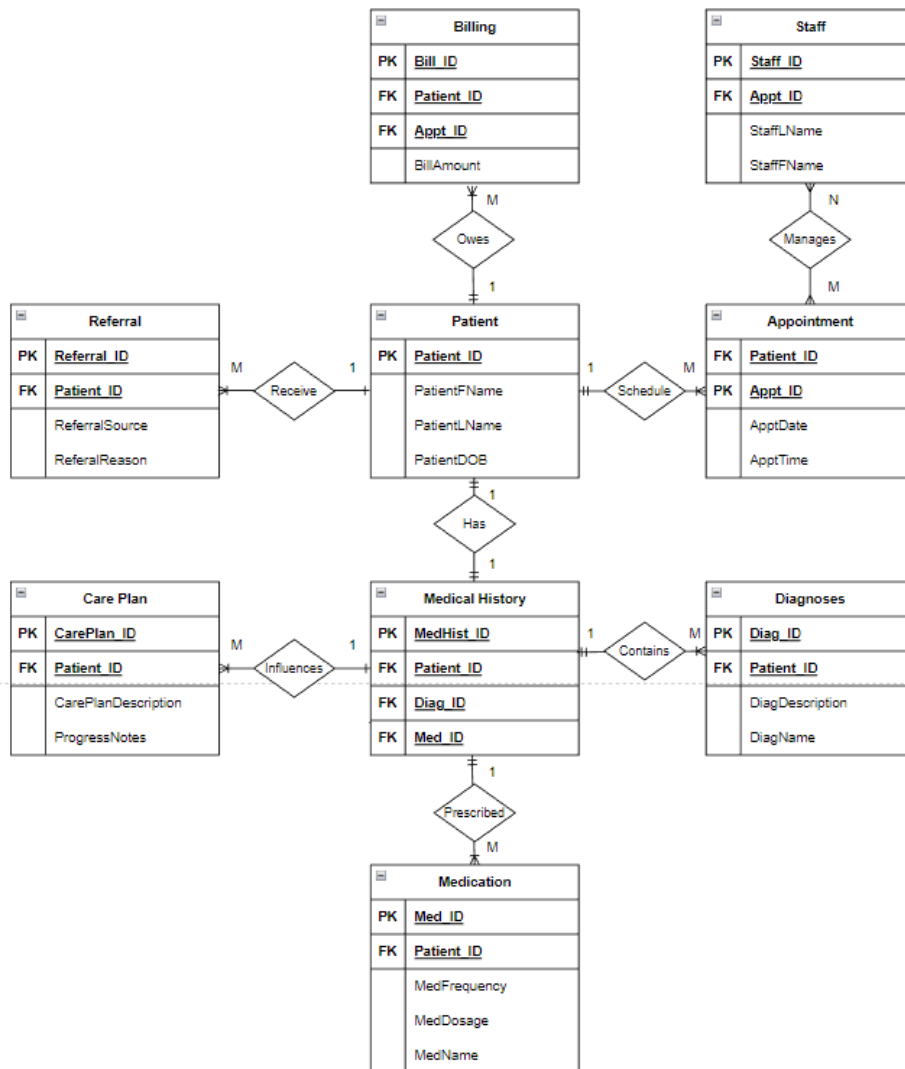 Billing
PK Bill_ID
FK Patient_ID
FK Appt_ID
BillAmount
Staff
PK Staff_ID
FK Appt_ID
StaffLName
StaffFName
M
Owes
1
N
Manages
M
Referral
PK Referral_ID
FK Patient_ID
ReferralSource
ReferalReason
M
Receive
1
Patient
PK Patient_ID
PatientFName
PatientLName
PatientDOB
1
Schedule
M
Appointment
FK Patient_ID
PK Appt_ID
ApptDate
ApptTime
1
Has
1
Care Plan
PK CarePlan_ID
FK Patient_ID
CarePlanDescription
ProgressNotes
M
Influences
1
Medical History
PK MedHist_ID
FK Patient_ID
FK Diag_ID
FK Med_ID
1
Contains
M
Diagnoses
PK Diag_ID
FK Patient_ID
DiagDescription
DiagName
1
Prescribed
M
Medication
PK Med_ID
FK Patient_ID
MedFrequency
MedDosage
MedName